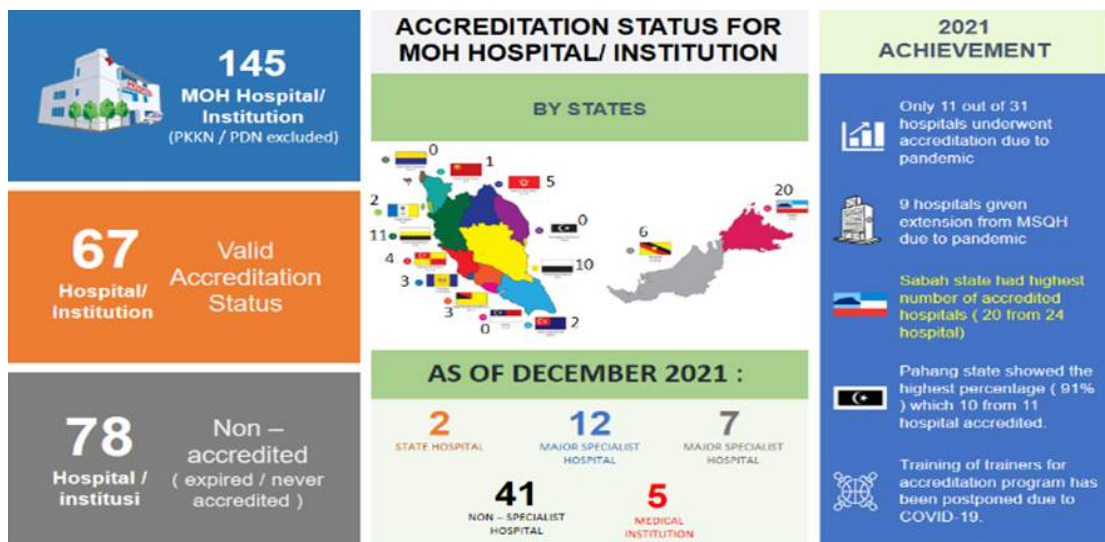 145
MOH Hospital/
Institution
(PKKN / PDN excluded)
67
Hospital/
Institution
Valid
Accreditation
Status
78
Hospital /
institusi
Non –
accredited
( expired / never
accredited )
ACCREDITATION STATUS FOR
MOH HOSPITAL/ INSTITUTION
BY STATES
0
1
5
2
0
11
4
10
3
3
0
2
20
6
AS OF DECEMBER 2021 :
2
STATE HOSPITAL
12
MAJOR SPECIALIST
HOSPITAL
7
MAJOR SPECIALIST
HOSPITAL
41
NON – SPECIALIST
HOSPITAL
5
MEDICAL
INSTITUTION
2021
ACHIEVEMENT
Only 11 out of 31
hospitals underwent
accreditation due to
pandemic
9 hospitals given
extension from MSQH
due to pandemic
Sabah state had highest
number of accredited
hospitals ( 20 from 24
hospital)
Pahang state showed the
highest percentage ( 91%
) which 10 from 11
hospital accredited.
Training of trainers for
accreditation program has
been postponed due to
COVID-19.